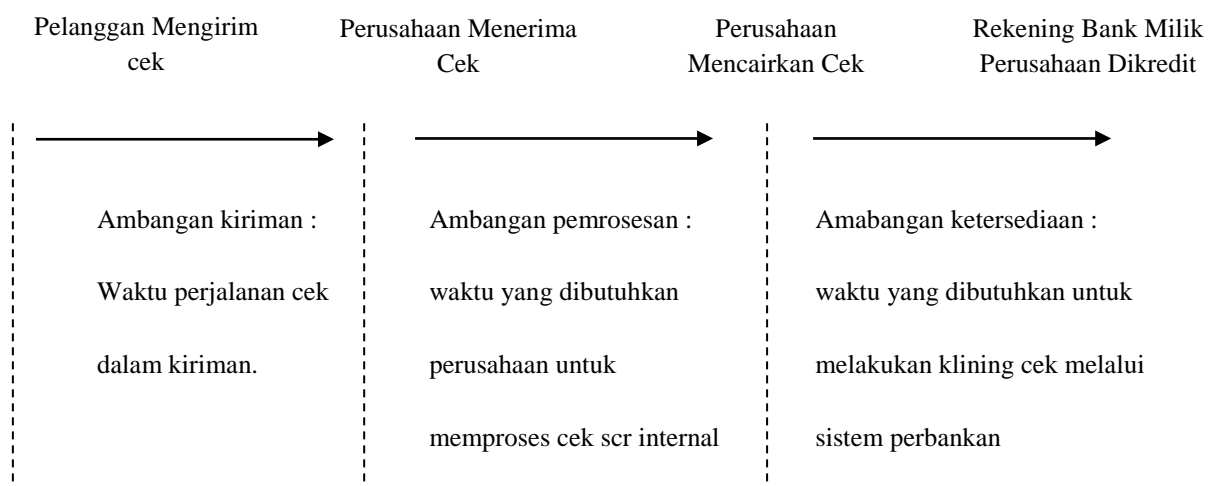 Pelanggan Mengirim
cek
Perusahaan Menerima
Cek
Perusahaan
Mencairkan Cek
Rekening Bank Milik
Perusahaan Dikredit
Ambangan kiriman :
Waktu perjalanan cek
dalam kiriman.
Ambangan pemrosesan :
waktu yang dibutuhkan
perusahaan untuk
memproses cek scr internal
Amabangan ketersediaan :
waktu yang dibutuhkan untuk
melakukan klining cek melalui
sistem perbankan